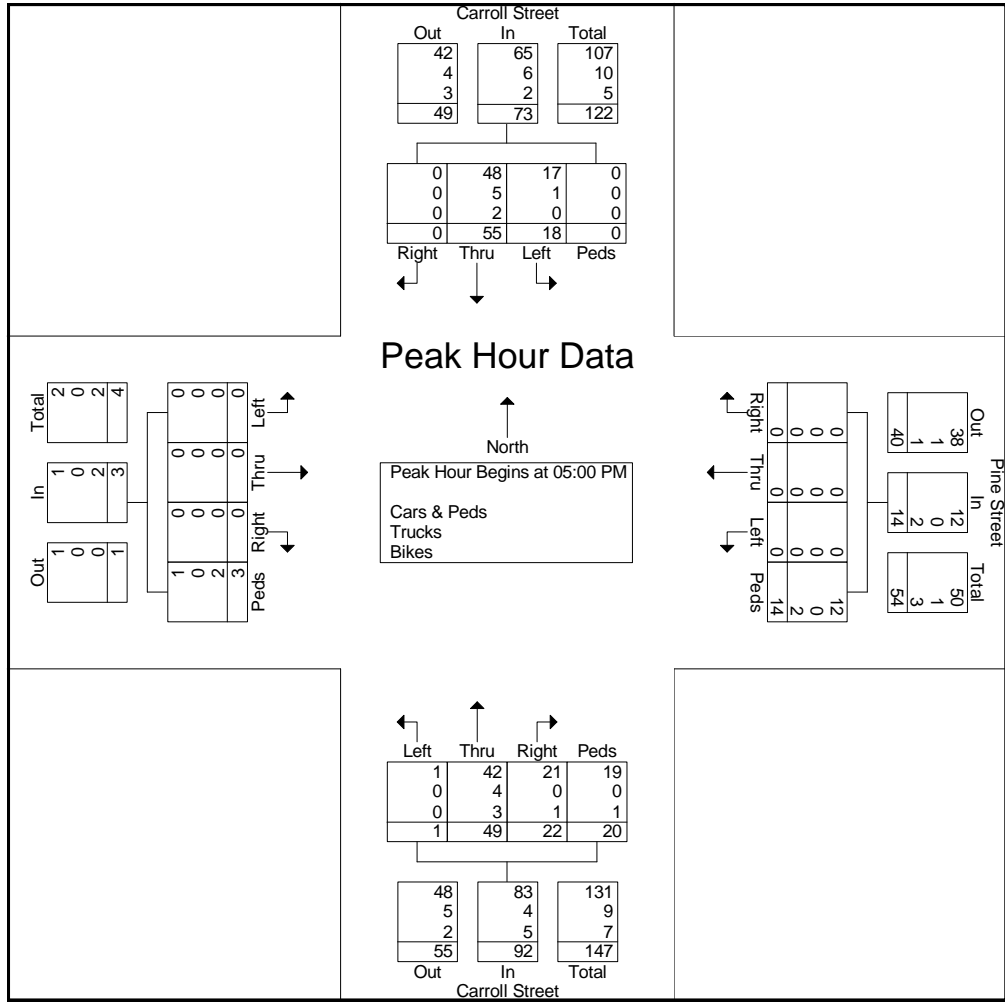 Carroll Street
Out In Total
42 65 107
4 6 10
3 2 5
49 73 122
0 48 17 0
0 5 1 0
0 2 0 0
0 55 18 0
Right Thru Left Peds
Peak Hour Data
North
Peak Hour Begins at 05:00 PM
Cars & Peds
Trucks
Bikes
Total
2 0 2 4
In
1 0 2 3
Out
1 0 0 1
0 0 0 0
Left
0 0 0 0
Thru
0 0 0 0
Right
1 0 2 3
Peds
Right
0 0 0 0
Thru
0 0 0 0
Left
0 0 0 0
Peds
12 0 2 14
Pine Street
Out
38 1 1 40
In
12 0 2 14
Total
50 1 3 54
Left Thru Right Peds
1 42 21 19
0 4 0 0
0 3 1 1
1 49 22 20
48 83 131
5 4 9
2 5 7
55 92 147
Out In Total
Carroll Street